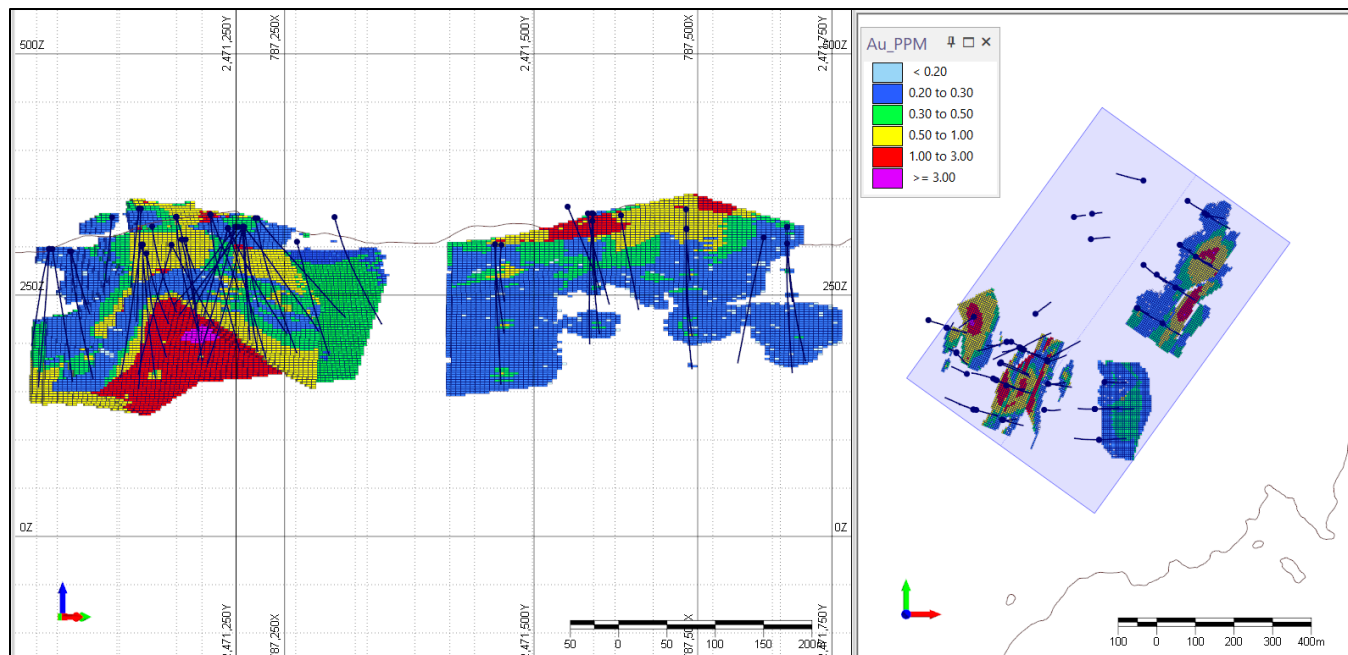 500Z
2,471,250Y
787,250X
2,471,500Y
787,500X
2,471,750Y
250Z
250Z
0Z
0Z
2,471,250Y
787,250X
2,471,500Y
787,500X
2,471,750Y
50 0 50 100 150 200
Au_PPM
< 0.20
0.20 to 0.30
0.30 to 0.50
0.50 to 1.00
1.00 to 3.00
>= 3.00
100 0 100 200 300 400m